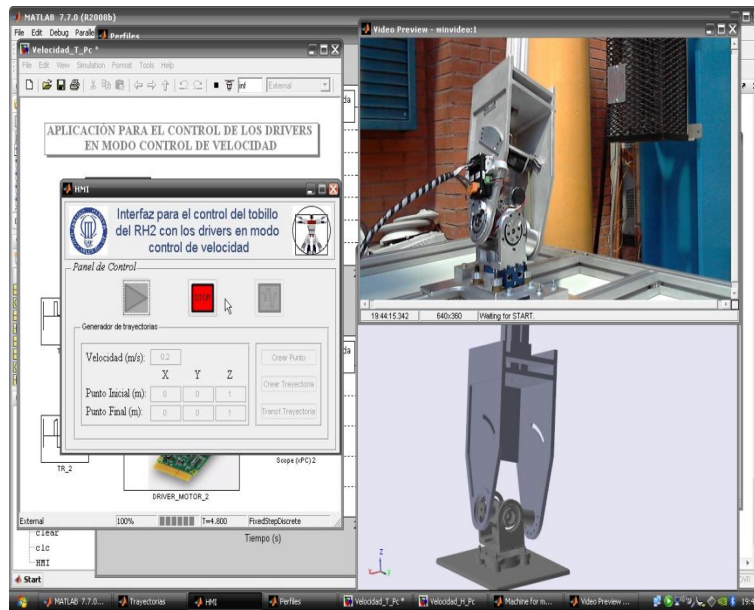 MATLAB 7.7.0 (R2008b)
File Edit Debug Parallel
Perfiles
Velocidad_T_Pc *
File Edit View Simulation Format Tools Help
inf
External
APLICACIÓN PARA EL CONTROL DE LOS DRIVERS
EN MODO CONTROL DE VELOCIDAD
HMI
Interfaz para el control del tobillo
del RH2 con los drivers en modo
control de velocidad
Panel de Control
STOP
Generador de trayectorias
Velocidad (m/s): 0.2
X Y Z
Punto Inicial (m): 0 0 1
Punto Final (m): 0 0 1
Crear Punto
Crear Trayectoria
Transf.Trayectoria
TR_2
DRIVER_MOTOR_2
Scope (xPC) 2
External 100% T=4.800 FixedStepDiscrete
Tiempo (s)
clear
clc
HMI
Video Preview - winvideo:1
19:44:15.342 640x360 Waiting for START.
Z
Y
X
Start
OVR
MATLAB 7.7.0... Trayectorias HMI Perfiles Velocidad_T_Pc * Velocidad_H_Pc Machine for m... Video Preview ...